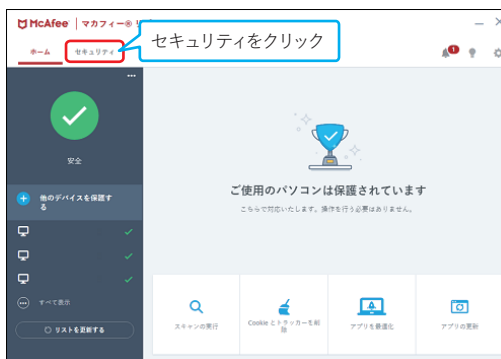 McAfee | マカフィー® リ
セキュリティをクリック
ホーム
セキュリティ
1
安全
他のデバイスを保護す
る
すべて表示
リストを更新する
ご使用のパソコンは保護されています
こちらで対応いたします。操作を行う必要はありません。
スキャンの実行
Cookie とトラッカーを削
除
アプリを最適化
アプリの更新